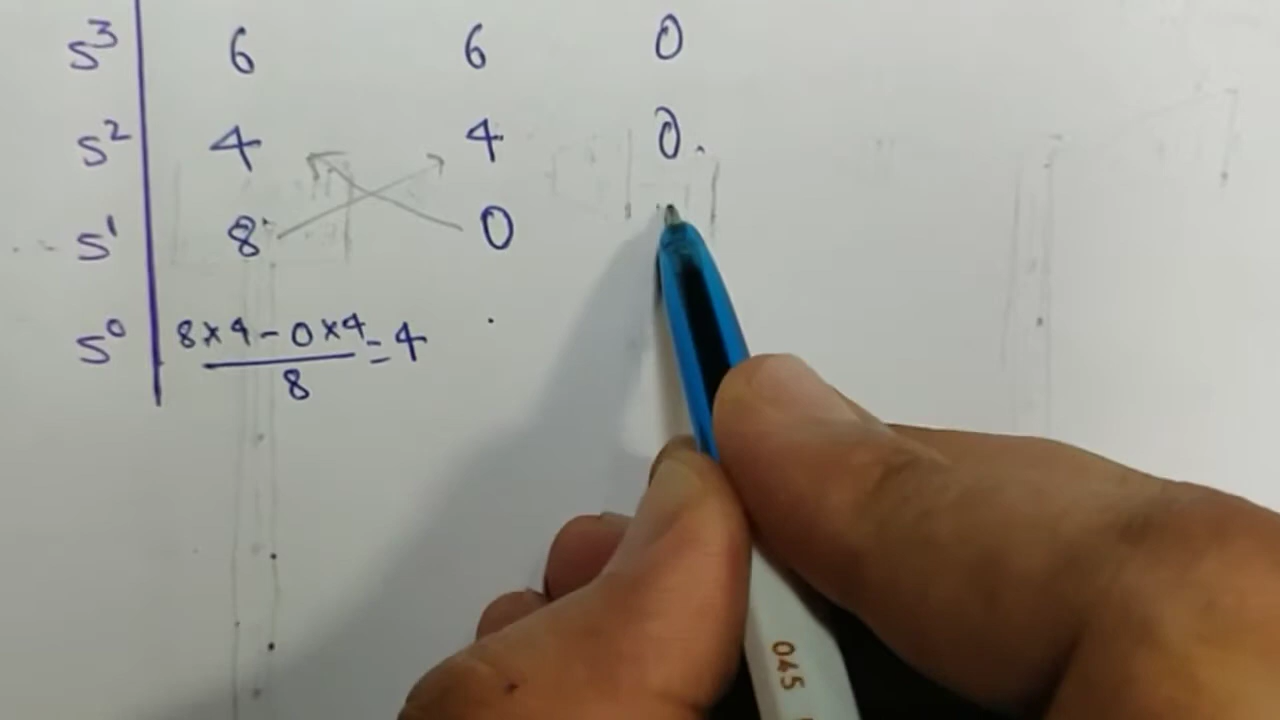 s³ 6 6 0
s² 4 4 0
s¹ 8 0
s⁰ 8×4-0×4/8 = 4
045